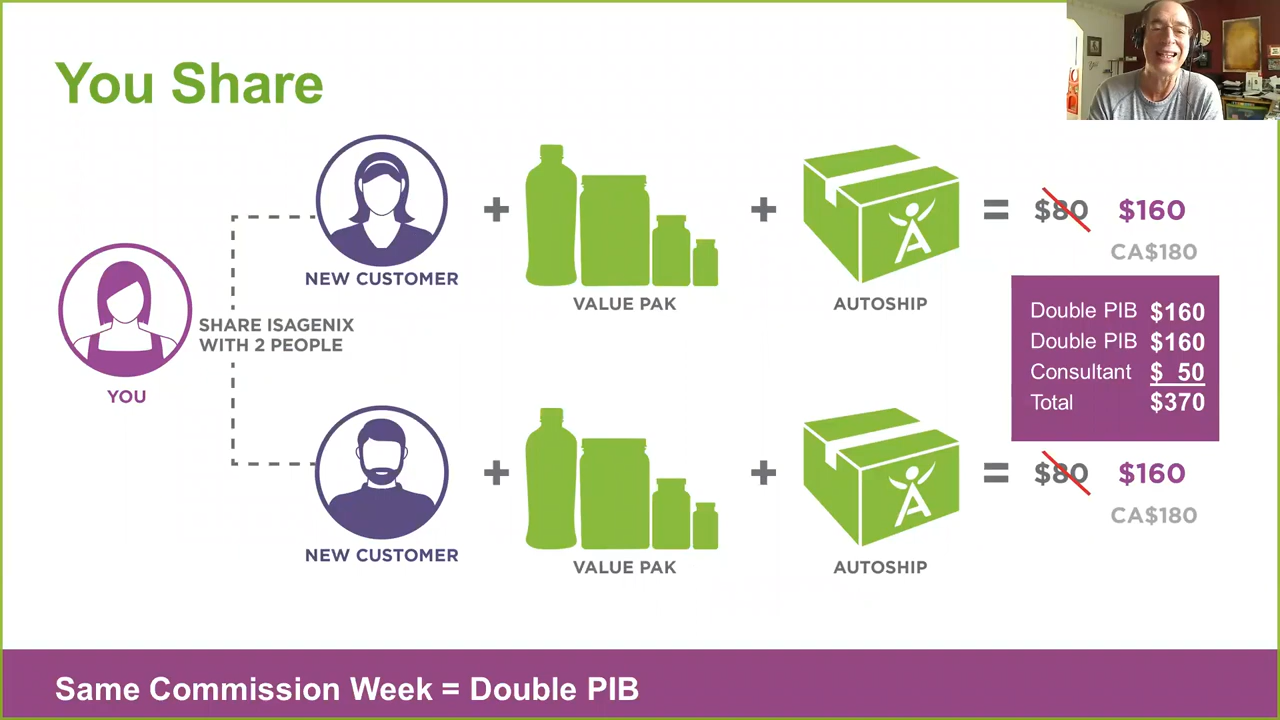 You Share
NEW CUSTOMER
+
VALUE PAK
+
AUTOSHIP
=
$80 $160
CA$180
YOU
SHARE ISAGENIX
WITH 2 PEOPLE
Double PIB $160
Double PIB $160
Consultant $ 50
Total $370
NEW CUSTOMER
+
VALUE PAK
+
AUTOSHIP
=
$80 $160
CA$180
Same Commission Week = Double PIB